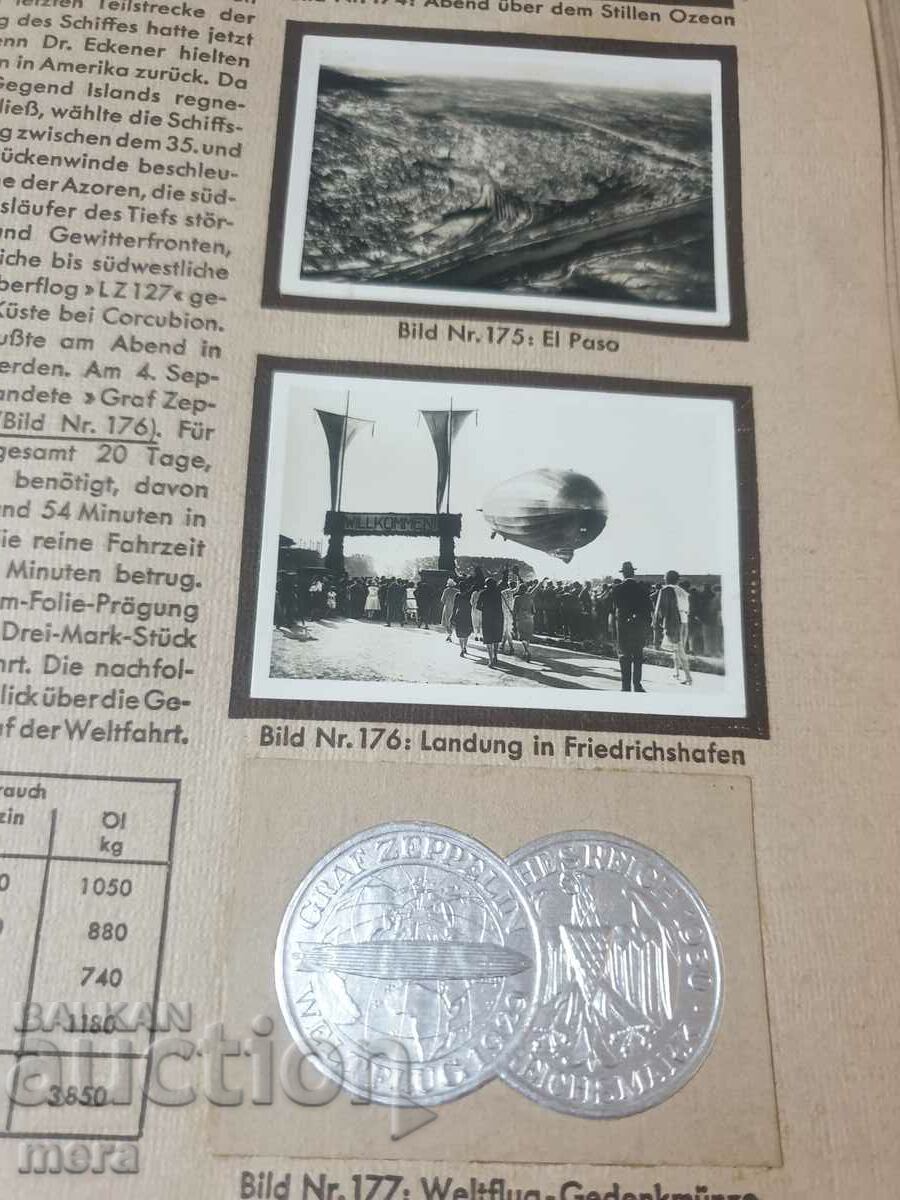 letzten Teilstrecke der
g des Schiffes hatte jetzt
enn Dr. Eckener hielten
n in Amerika zurück. Da
Gegend Islands regne-
ließ, wählte die Schiffs-
g zwischen dem 35. und
ückenwinde beschleu-
e der Azoren, die süd-
släufer des Tiefs stör-
und Gewitterfronten,
iche bis südwestliche
berflog »LZ 127« ge-
Küste bei Corcubion.
ußte am Abend in
erden. Am 4. Sep-
andete »Graf Zep-
(Bild Nr. 176). Für
gesamt 20 Tage,
benötigt, davon
nd 54 Minuten in
ie reine Fahrzeit
Minuten betrug.
m-Folie-Prägung
Drei-Mark-Stück
hrt. Die nachfol-
lick über die Ge-
uf der Weltfahrt.
rauch
zin
Öl
kg
0 1050
880
740
1180
3850
Bild Nr. 174: Abend über dem Stillen Ozean
Bild Nr. 175: El Paso
WILLKOMMEN!
Bild Nr. 176: Landung in Friedrichshafen
GRAF ZEPPELIN
WELTFLUG 1929
HES REICH 1930
REICHSMARK
Bild Nr. 177: Weltflug-Gedenkmünze
BALKAN
auction
mera